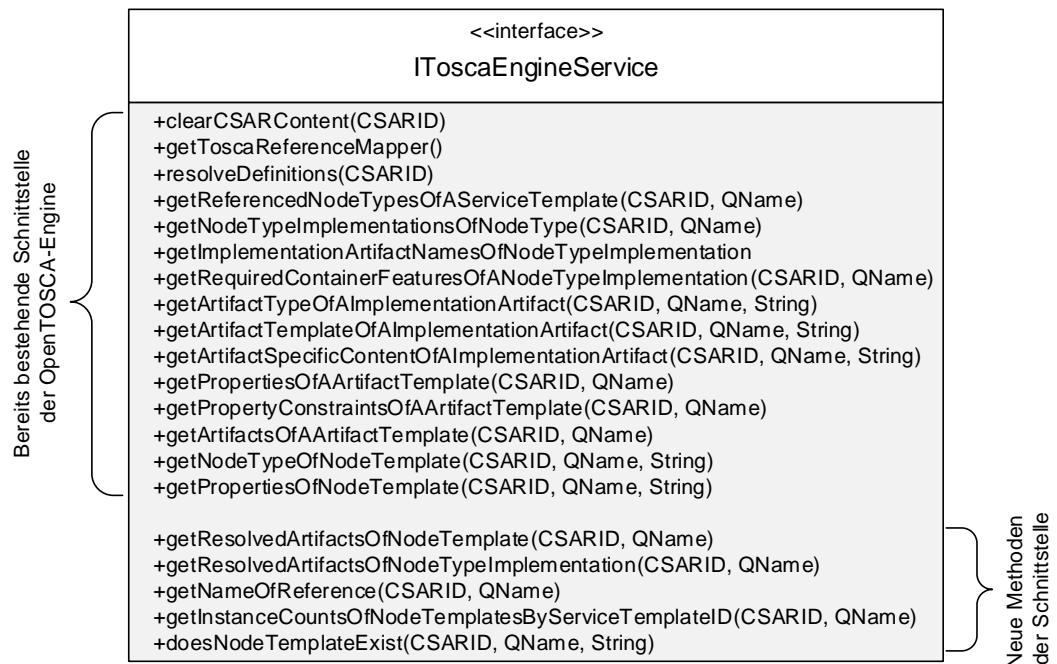 <<interface>>
IToscaEngineService
Bereits bestehende Schnittstelle
der OpenTOSCA-Engine
+clearCSARContent(CSARID)
+getToscaReferenceMapper()
+resolveDefinitions(CSARID)
+getReferencedNodeTypesOfAServiceTemplate(CSARID, QName)
+getNodeTypeImplementationsOfNodeType(CSARID, QName)
+getImplementationArtifactNamesOfNodeTypeImplementation
+getRequiredContainerFeaturesOfANodeTypeImplementation(CSARID, QName)
+getArtifactTypeOfAImplementationArtifact(CSARID, QName, String)
+getArtifactTemplateOfAImplementationArtifact(CSARID, QName, String)
+getArtifactSpecificContentOfAImplementationArtifact(CSARID, QName, String)
+getPropertiesOfAArtifactTemplate(CSARID, QName)
+getPropertyConstraintsOfAArtifactTemplate(CSARID, QName)
+getArtifactsOfAArtifactTemplate(CSARID, QName)
+getNodeTypeOfNodeTemplate(CSARID, QName, String)
+getPropertiesOfNodeTemplate(CSARID, QName, String)
+getResolvedArtifactsOfNodeTemplate(CSARID, QName)
+getResolvedArtifactsOfNodeTypeImplementation(CSARID, QName)
+getNameOfReference(CSARID, QName)
+getInstanceCountsOfNodeTemplatesByServiceTemplateID(CSARID, QName)
+doesNodeTemplateExist(CSARID, QName, String)
Neue Methoden
der Schnittstelle